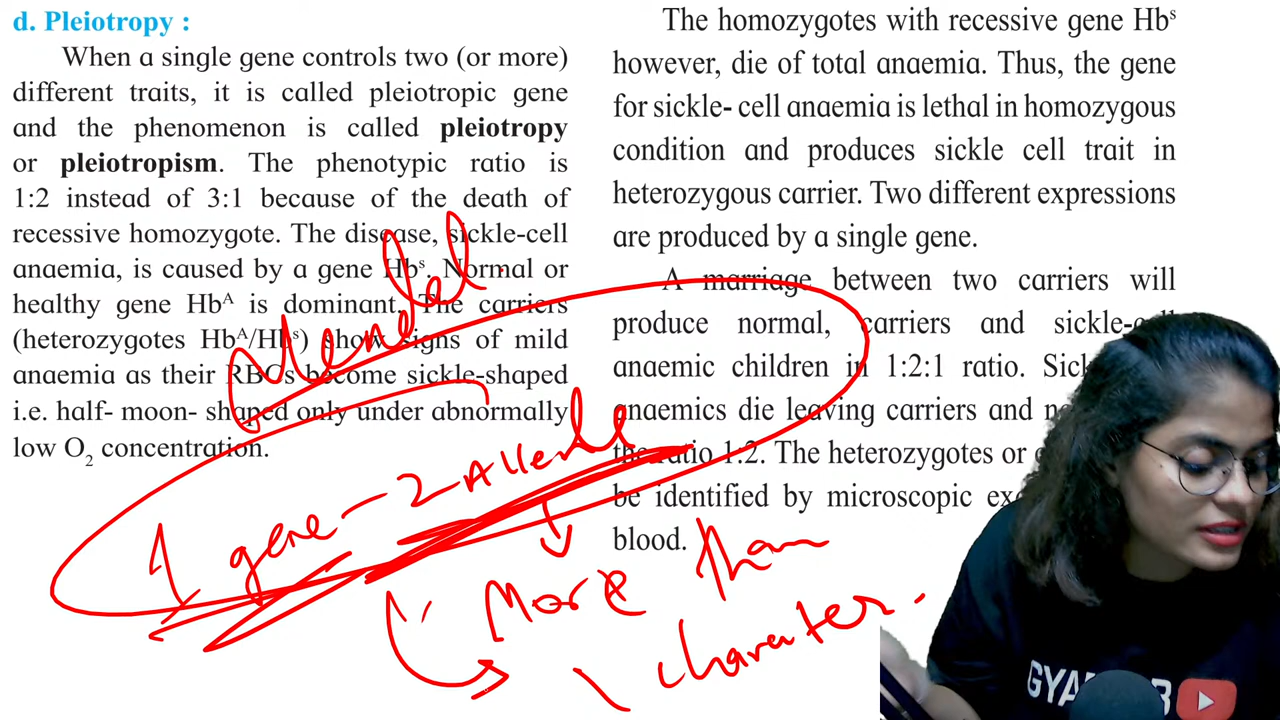 d. Pleiotropy :
When a single gene controls two (or more)
different traits, it is called pleiotropic gene
and the phenomenon is called pleiotropy
or pleiotropism. The phenotypic ratio is
1:2 instead of 3:1 because of the death of
recessive homozygote. The disease, sickle-cell
anaemia, is caused by a gene Hbˢ. Normal or
healthy gene Hbᴬ is dominant. The carriers
(heterozygotes Hbᴬ/Hbˢ) show signs of mild
anaemia as their RBCs become sickle-shaped
i.e. half- moon- shaped only under abnormally
low O₂ concentration.
The homozygotes with recessive gene Hbˢ
however, die of total anaemia. Thus, the gene
for sickle- cell anaemia is lethal in homozygous
condition and produces sickle cell trait in
heterozygous carrier. Two different expressions
are produced by a single gene.
A marriage between two carriers will
produce normal, carriers and sickle-cell
anaemic children in 1:2:1 ratio.
anaemics die leaving carriers and
the ratio 1:2. The heterozygotes or
be identified by microscopic
blood.
Mendel
1 gene - 2 Allele
More than
1 charater.